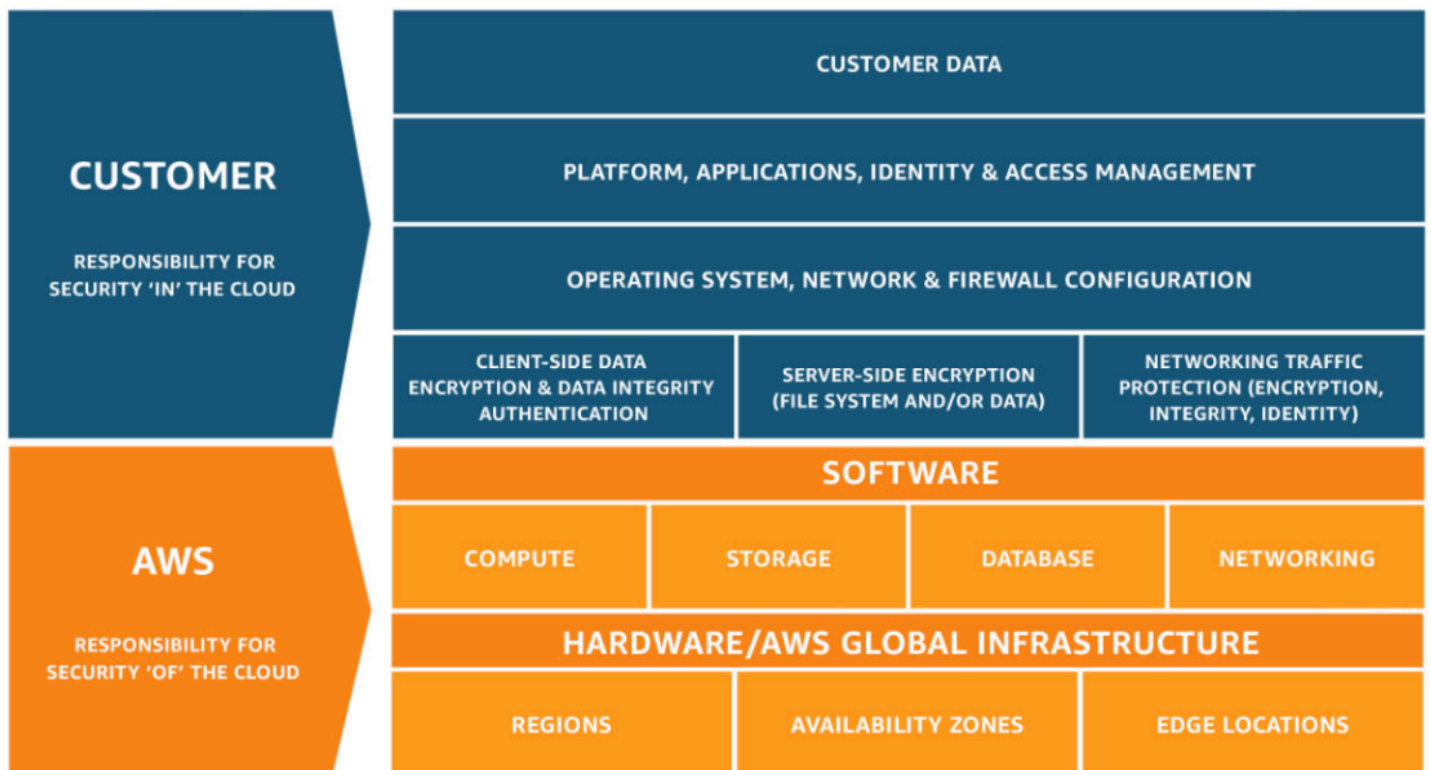 CUSTOMER
RESPONSIBILITY FOR
SECURITY ‘IN’ THE CLOUD
CUSTOMER DATA
PLATFORM, APPLICATIONS, IDENTITY & ACCESS MANAGEMENT
OPERATING SYSTEM, NETWORK & FIREWALL CONFIGURATION
CLIENT-SIDE DATA
ENCRYPTION & DATA INTEGRITY
AUTHENTICATION
SERVER-SIDE ENCRYPTION
(FILE SYSTEM AND/OR DATA)
NETWORKING TRAFFIC
PROTECTION (ENCRYPTION,
INTEGRITY, IDENTITY)
AWS
RESPONSIBILITY FOR
SECURITY ‘OF’ THE CLOUD
SOFTWARE
COMPUTE
STORAGE
DATABASE
NETWORKING
HARDWARE/AWS GLOBAL INFRASTRUCTURE
REGIONS
AVAILABILITY ZONES
EDGE LOCATIONS